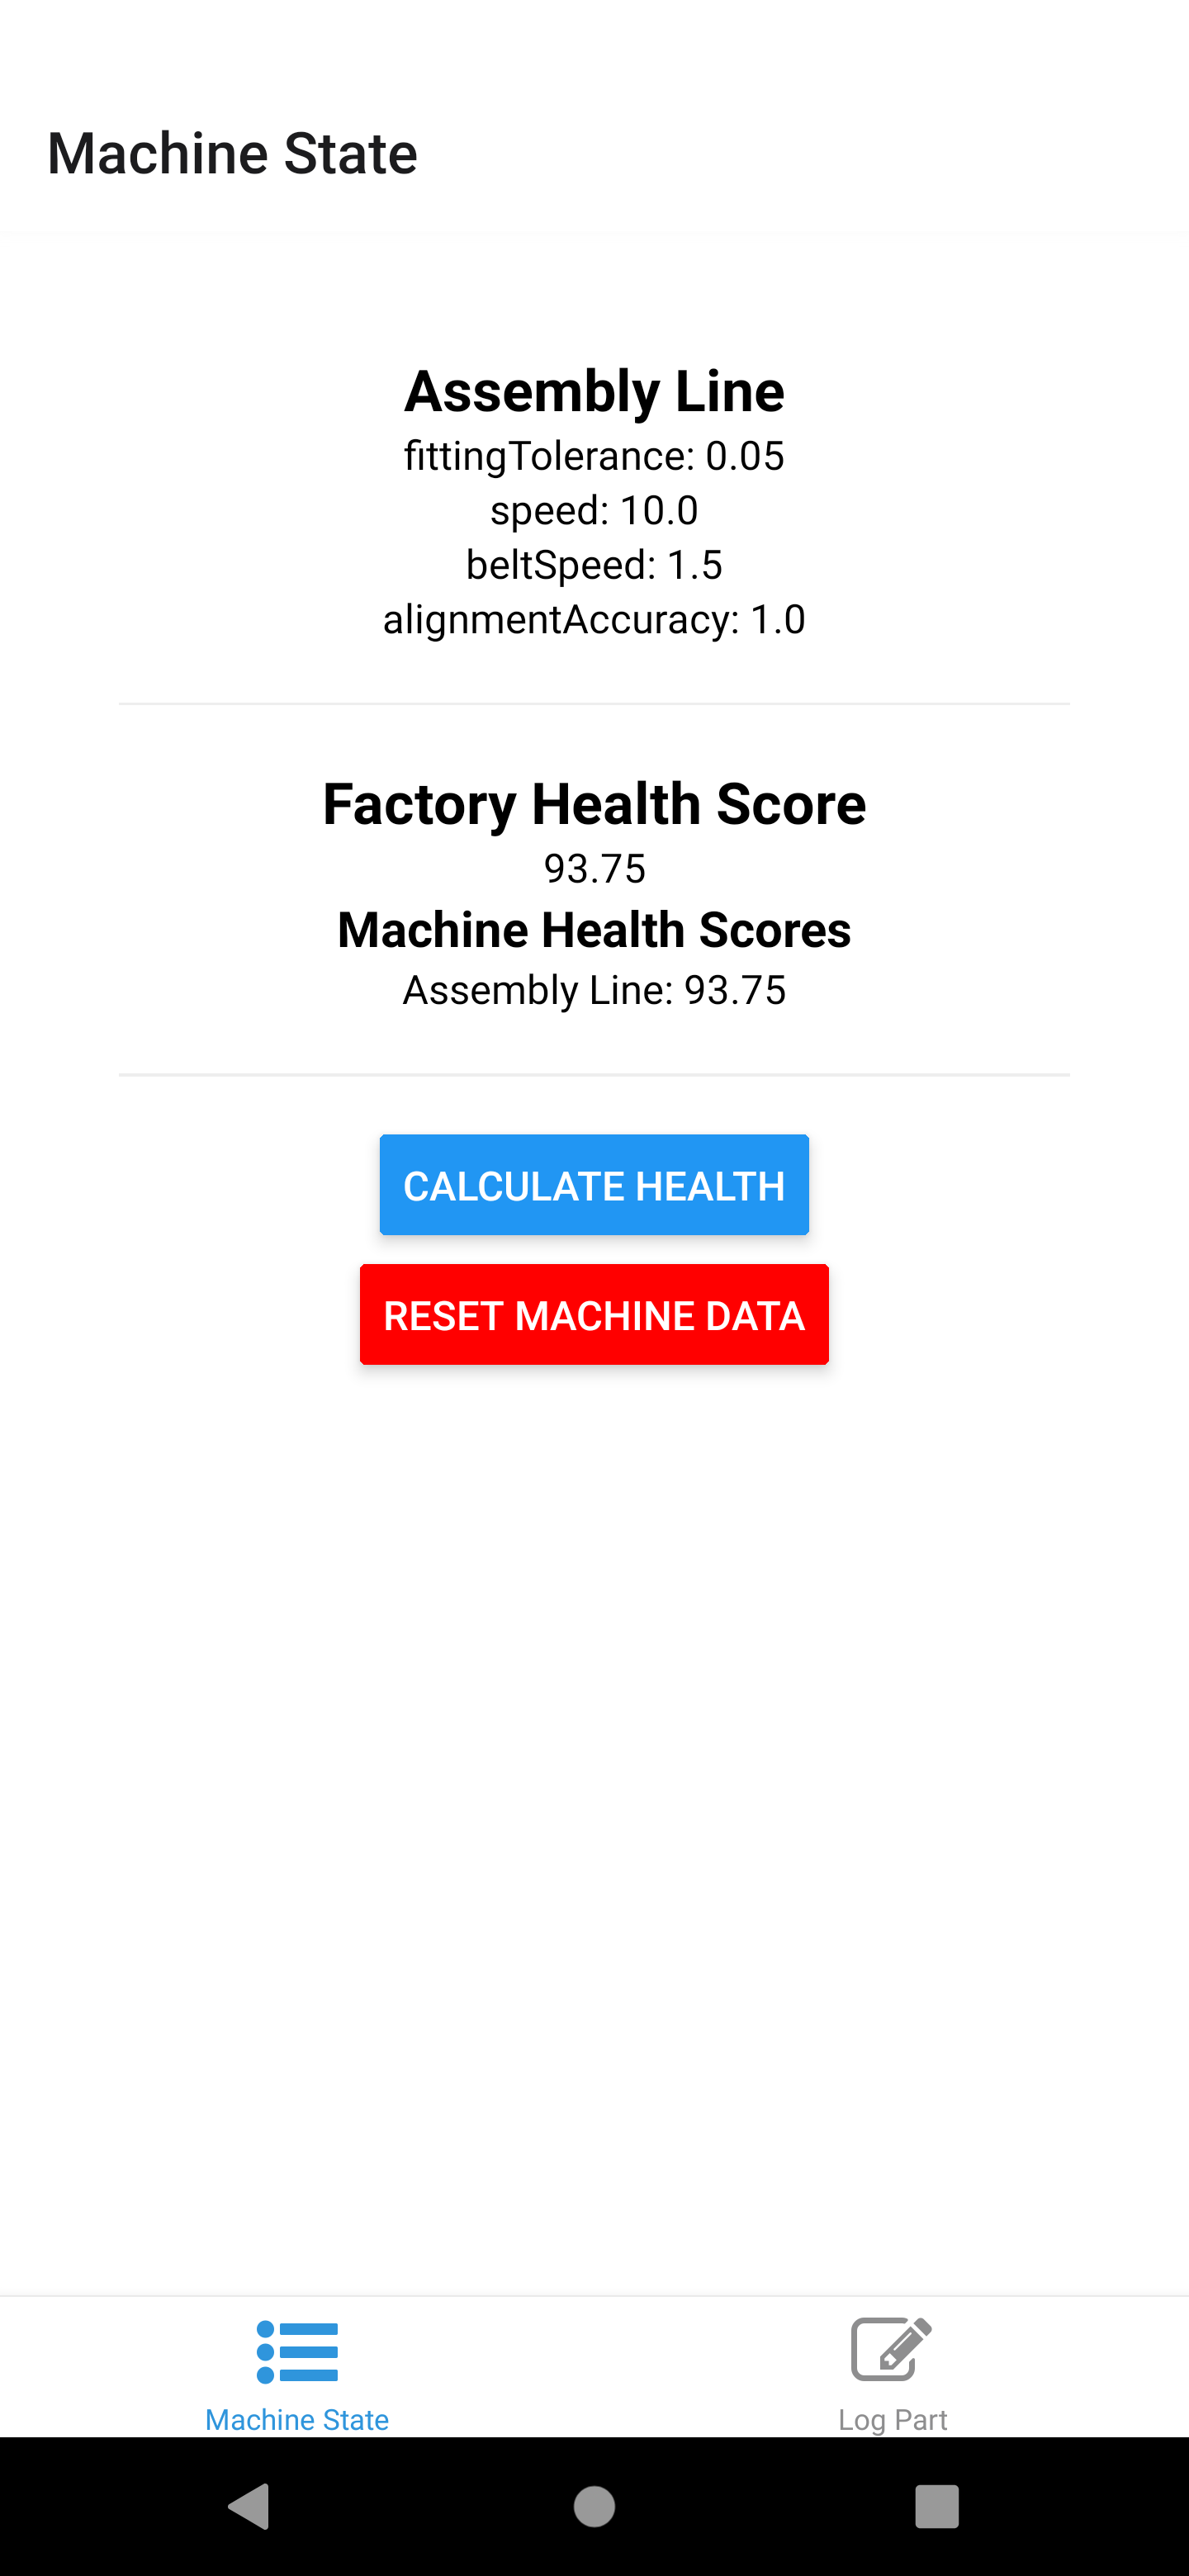 Machine State
Assembly Line
fittingTolerance: 0.05
speed: 10.0
beltSpeed: 1.5
alignmentAccuracy: 1.0
Factory Health Score
93.75
Machine Health Scores
Assembly Line: 93.75
CALCULATE HEALTH
RESET MACHINE DATA
Machine State
Log Part